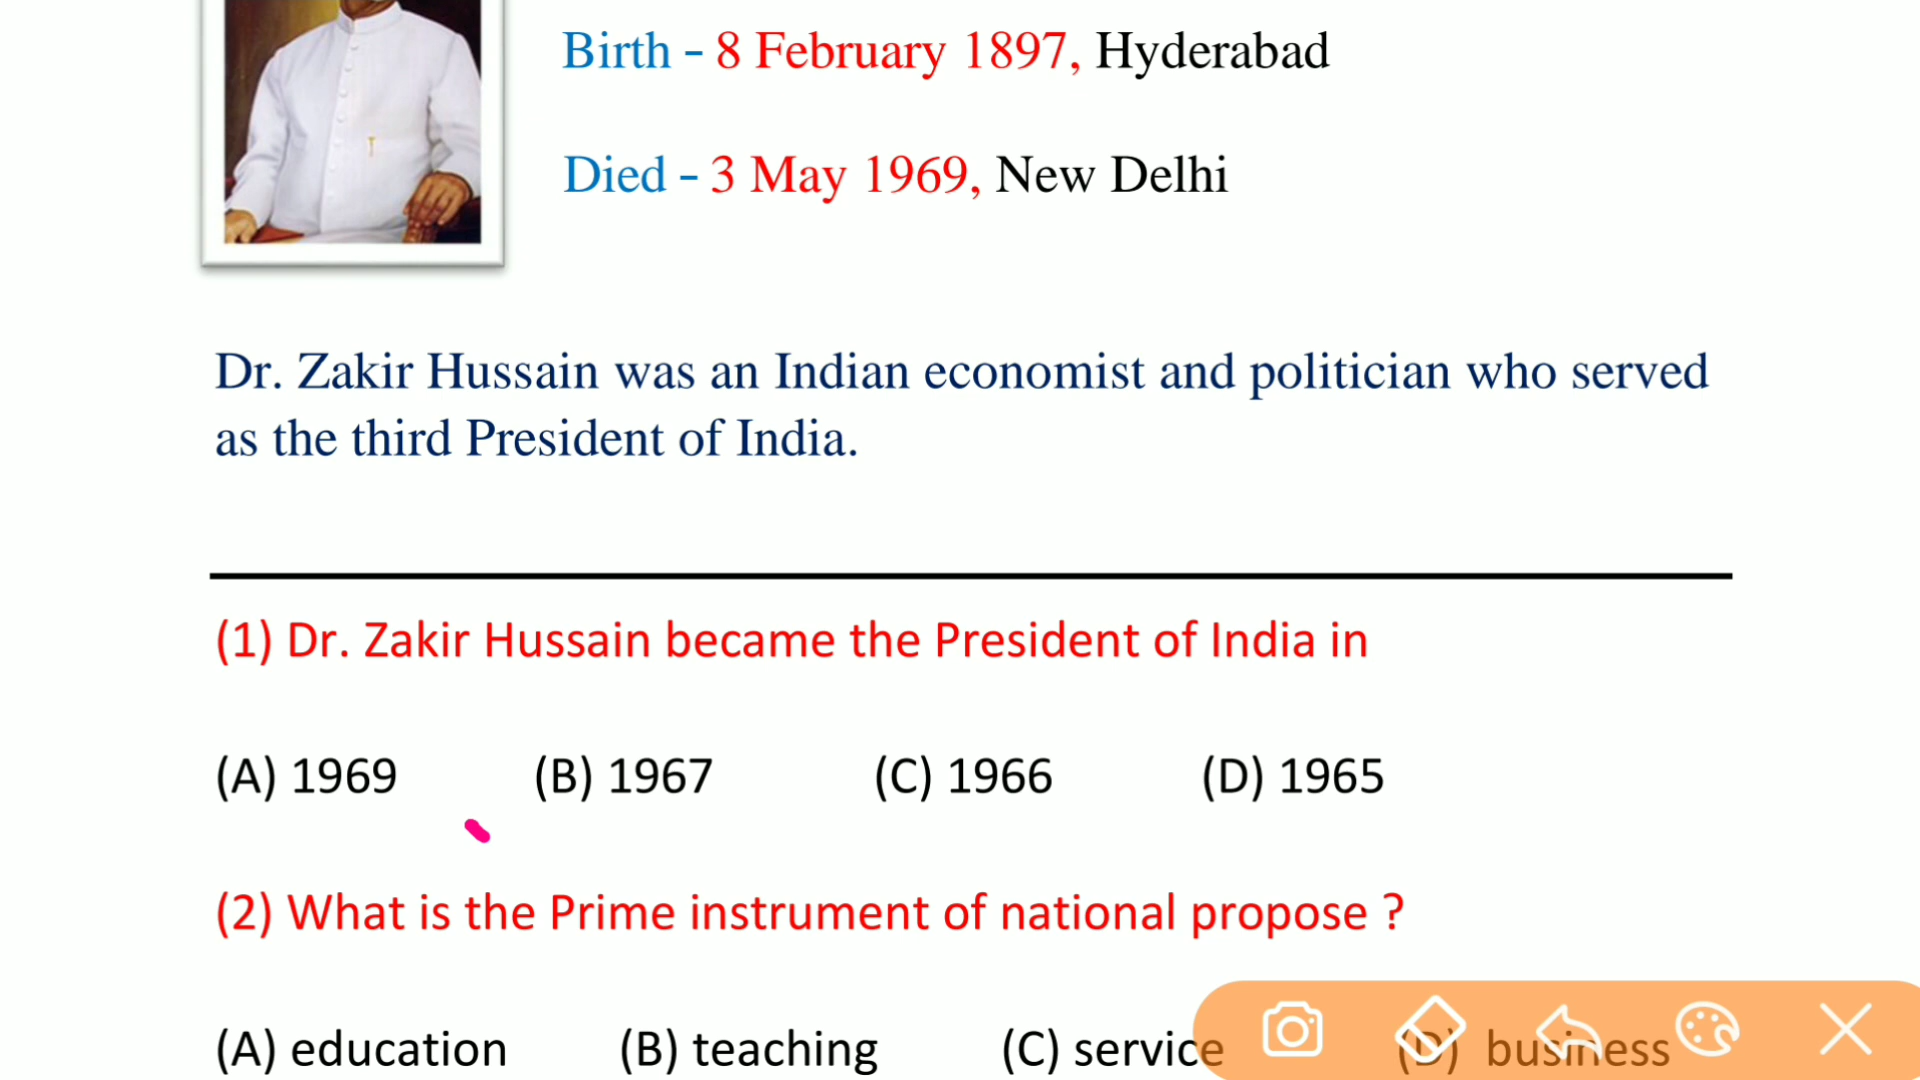 Birth - 8 February 1897, Hyderabad
Died - 3 May 1969, New Delhi
Dr. Zakir Hussain was an Indian economist and politician who served
as the third President of India.
(1) Dr. Zakir Hussain became the President of India in
(A) 1969 (B) 1967 (C) 1966 (D) 1965
(2) What is the Prime instrument of national propose ?
(A) education (B) teaching (C) service (D) business